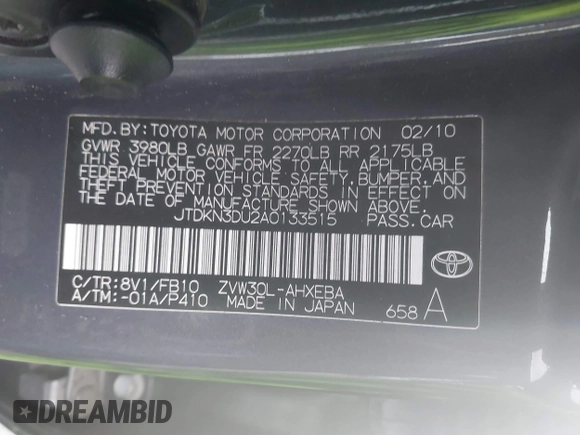 MFD.BY:TOYOTA MOTOR CORPORATION 02/10
GVWR 3980LB GAWR FR 2270LB RR 2175LB
THIS VEHICLE CONFORMS TO ALL APPLICABLE
FEDERAL MOTOR VEHICLE SAFETY, BUMPER, AND
THEFT PREVENTION STANDARDS IN EFFECT ON
THE DATE OF MANUFACTURE SHOWN ABOVE.
JTDKN3DU2A0133515 PASS.CAR
C/TR:8V1/FB10 ZVW30L-AHXEBA
A/TM:-01A/P410 MADE IN JAPAN
658 A
DREAMBID